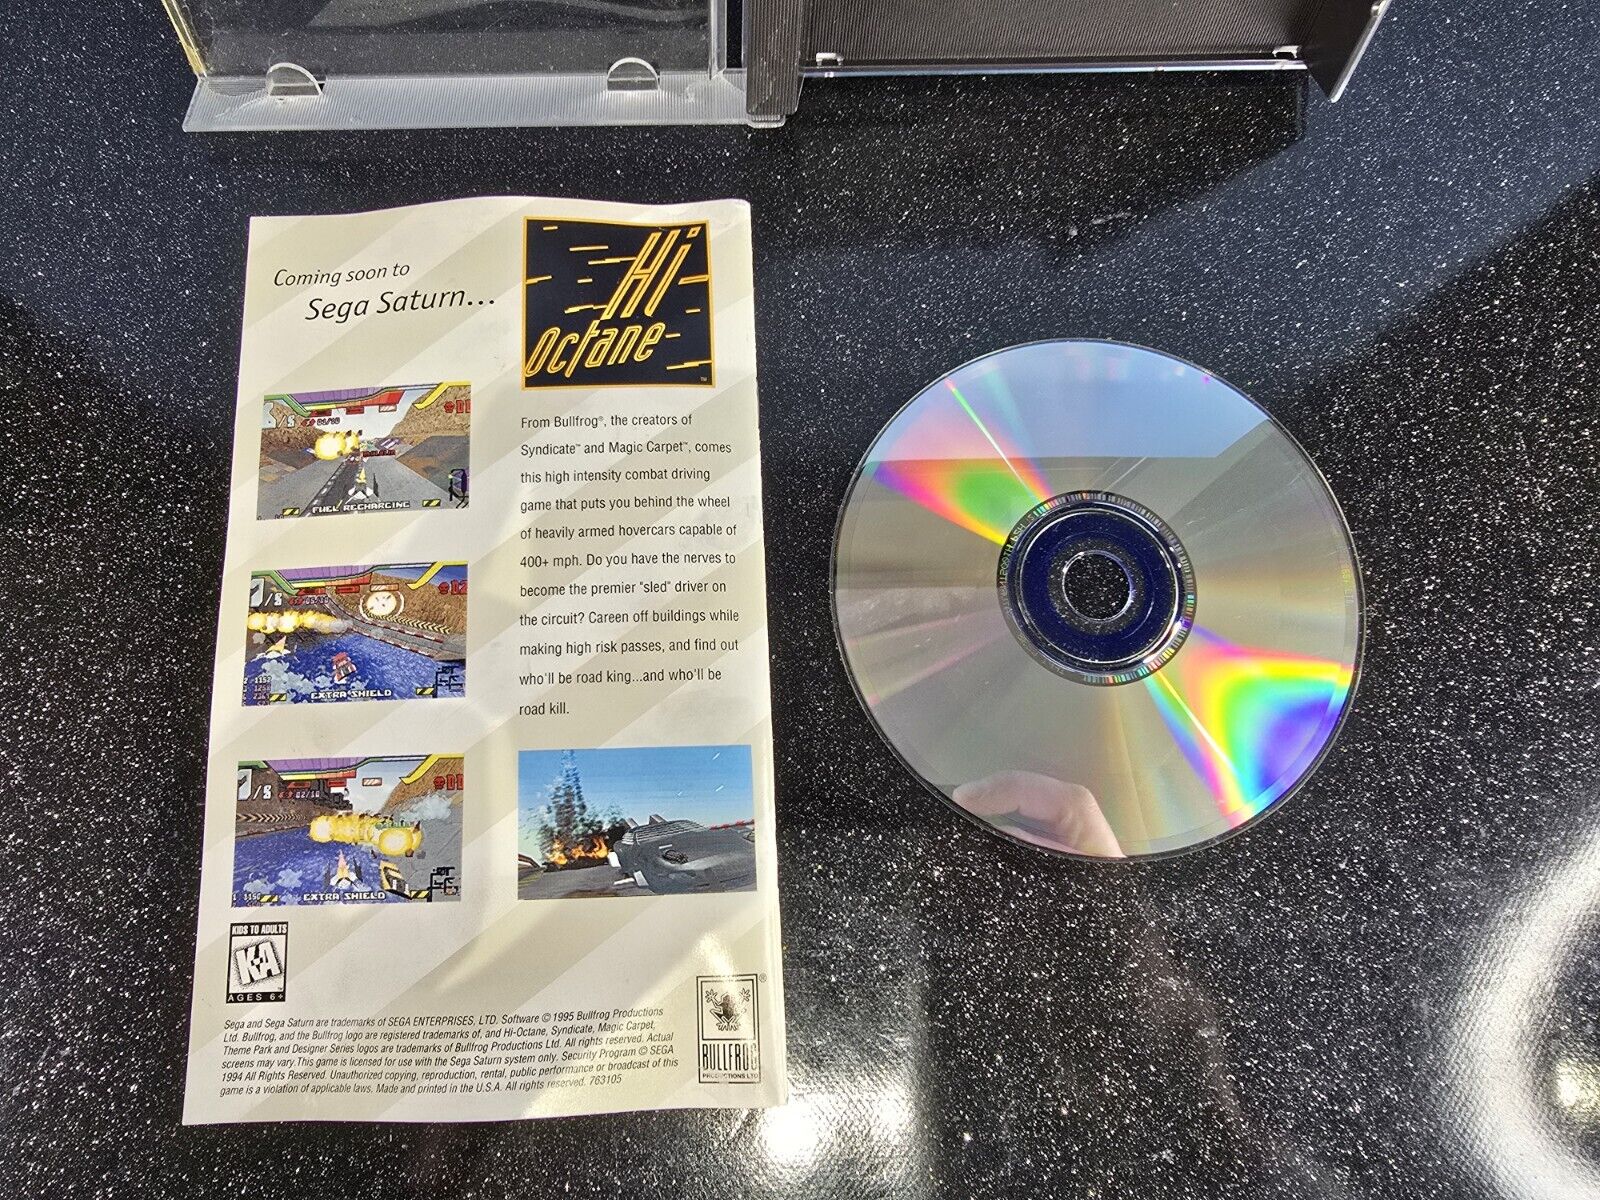 Coming soon to
Sega Saturn...
Hi
Octane
TM
From Bullfrog®, the creators of
Syndicate™ and Magic Carpet™, comes
this high intensity combat driving
game that puts you behind the wheel
of heavily armed hovercars capable of
400+ mph. Do you have the nerves to
become the premier "sled" driver on
the circuit? Careen off buildings while
making high risk passes, and find out
who'll be road king...and who'll be
road kill.
FUEL RECHARGING
EXTRA SHIELD
EXTRA SHIELD
KIDS TO ADULTS
K-A
AGES 6+
Sega and Sega Saturn are trademarks of SEGA ENTERPRISES, LTD. Software © 1995 Bullfrog Productions
Ltd. Bullfrog, and the Bullfrog logo are registered trademarks of, and Hi-Octane, Syndicate, Magic Carpet,
Theme Park and Designer Series logos are trademarks of Bullfrog Productions Ltd. All rights reserved. Actual
screens may vary This game is licensed for use with the Sega Saturn system only. Security Program © SEGA
1994 All Rights Reserved. Unauthorized copying, reproduction, rental, public performance or broadcast of this
game is a violation of applicable laws. Made and printed in the U.S.A. All rights reserved. 763105
BULLFROG
PRODUCTIONS LTD
®